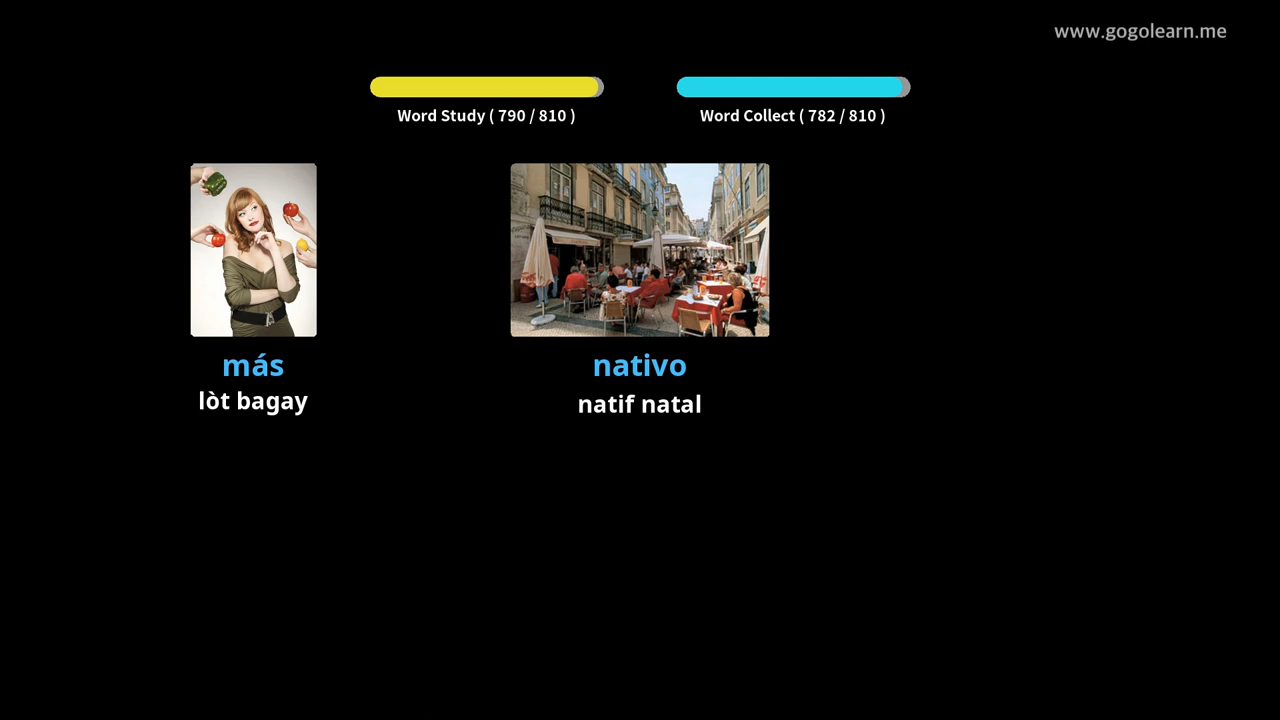 www.gogolearn.me
Word Study ( 790 / 810 )
Word Collect ( 782 / 810 )
más
lòt bagay
nativo
natif natal